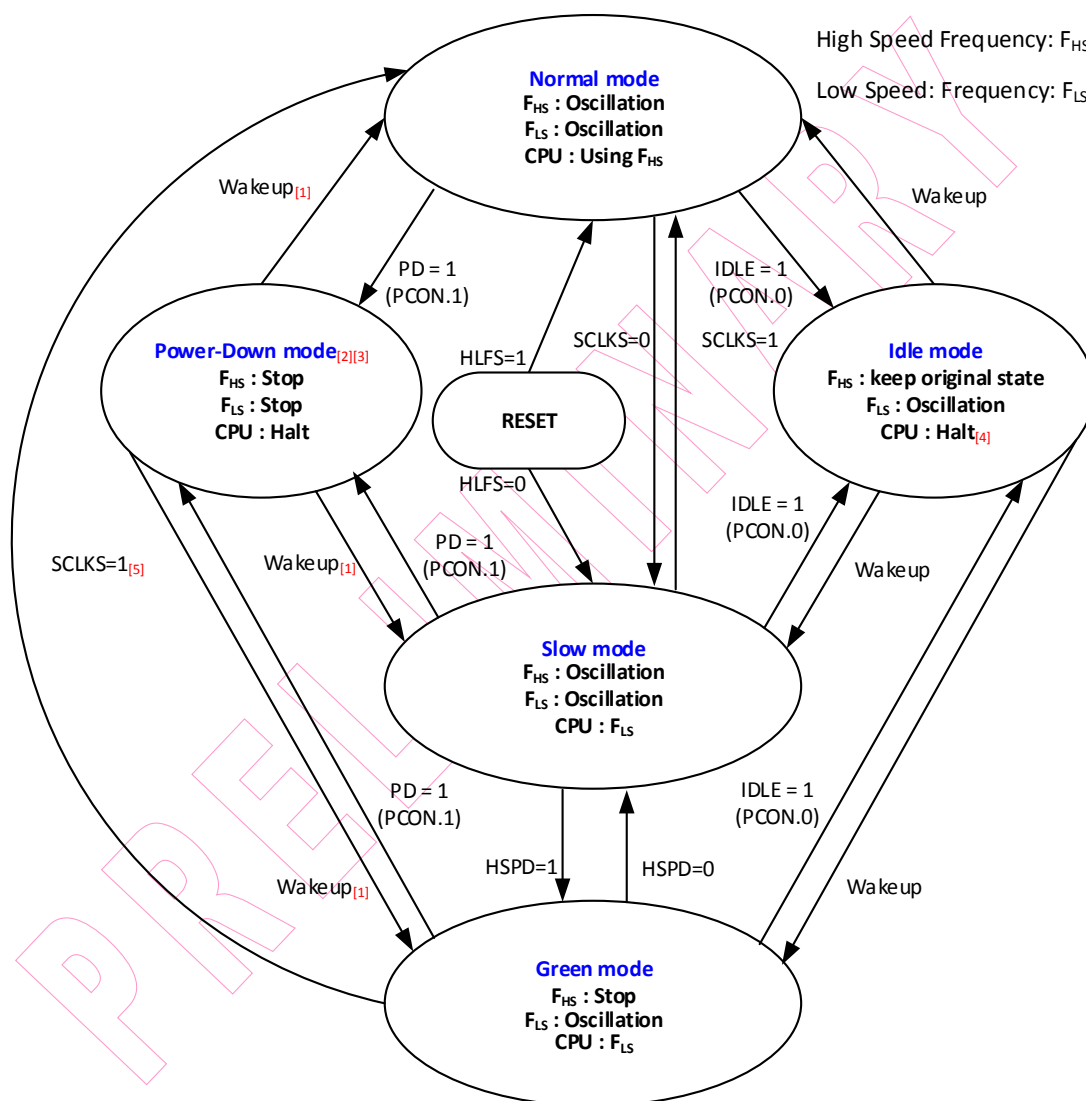 High Speed Frequency: FHS
Low Speed: Frequency: FLS
Normal mode
FHS : Oscillation
FLS : Oscillation
CPU : Using FHS
Wakeup[1]
Wakeup
PD = 1
(PCON.1)
IDLE = 1
(PCON.0)
SCLKS=0
SCLKS=1
HLFS=1
Power-Down mode[2][3]
FHS : Stop
FLS : Stop
CPU : Halt
RESET
Idle mode
FHS : keep original state
FLS : Oscillation
CPU : Halt[4]
HLFS=0
SCLKS=1[5]
Wakeup[1]
PD = 1
(PCON.1)
IDLE = 1
(PCON.0)
Wakeup
Slow mode
FHS : Oscillation
FLS : Oscillation
CPU : FLS
PD = 1
(PCON.1)
IDLE = 1
(PCON.0)
HSPD=1
HSPD=0
Wakeup[1]
Wakeup
Green mode
FHS : Stop
FLS : Oscillation
CPU : FLS
PRELIMINARY